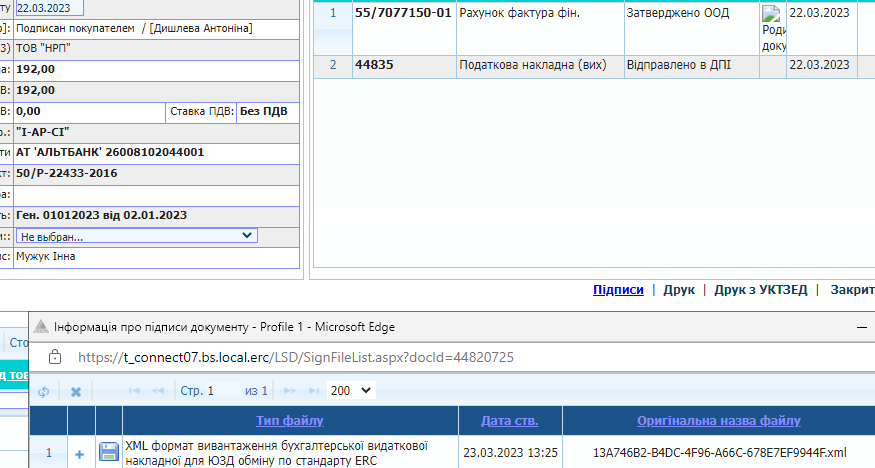 ту 22.03.2023
р]: Подписан покупателем / [Дишлева Антоніна]
3) ТОВ "НРП"
а: 192,00
В: 192,00
В: 0,00 Ставка ПДВ: Без ПДВ
р.: "І-АР-СІ"
ти АТ 'АЛЬТБАНК' 26008102044001
кт: 50/Р-22433-2016
ра:
ть: Ген. 01012023 від 02.01.2023
и:: Не выбран...
іс: Мужук Інна
1 55/7077150-01 Рахунок фактура фін. Затверджено ООД Роди доку 22.03.2023
2 44835 Податкова накладна (вих) Відправлено в ДПІ 22.03.2023
Підписи | Друк | Друк з УКТЗЕД | Закрит
Сто
д тов
Інформація про підписи документу - Profile 1 - Microsoft Edge
https://t_connect07.bs.local.erc/LSD/SignFileList.aspx?docId=44820725
Стр. 1 из 1 200
Тип файлу Дата ств. Оригінальна назва файлу
1 XML формат вивантаження бухгалтерської видаткової
накладної для ЮЗД обміну по стандарту ERC 23.03.2023 13:25 13A746B2-B4DC-4F96-A66C-678E7EF9944F.xml